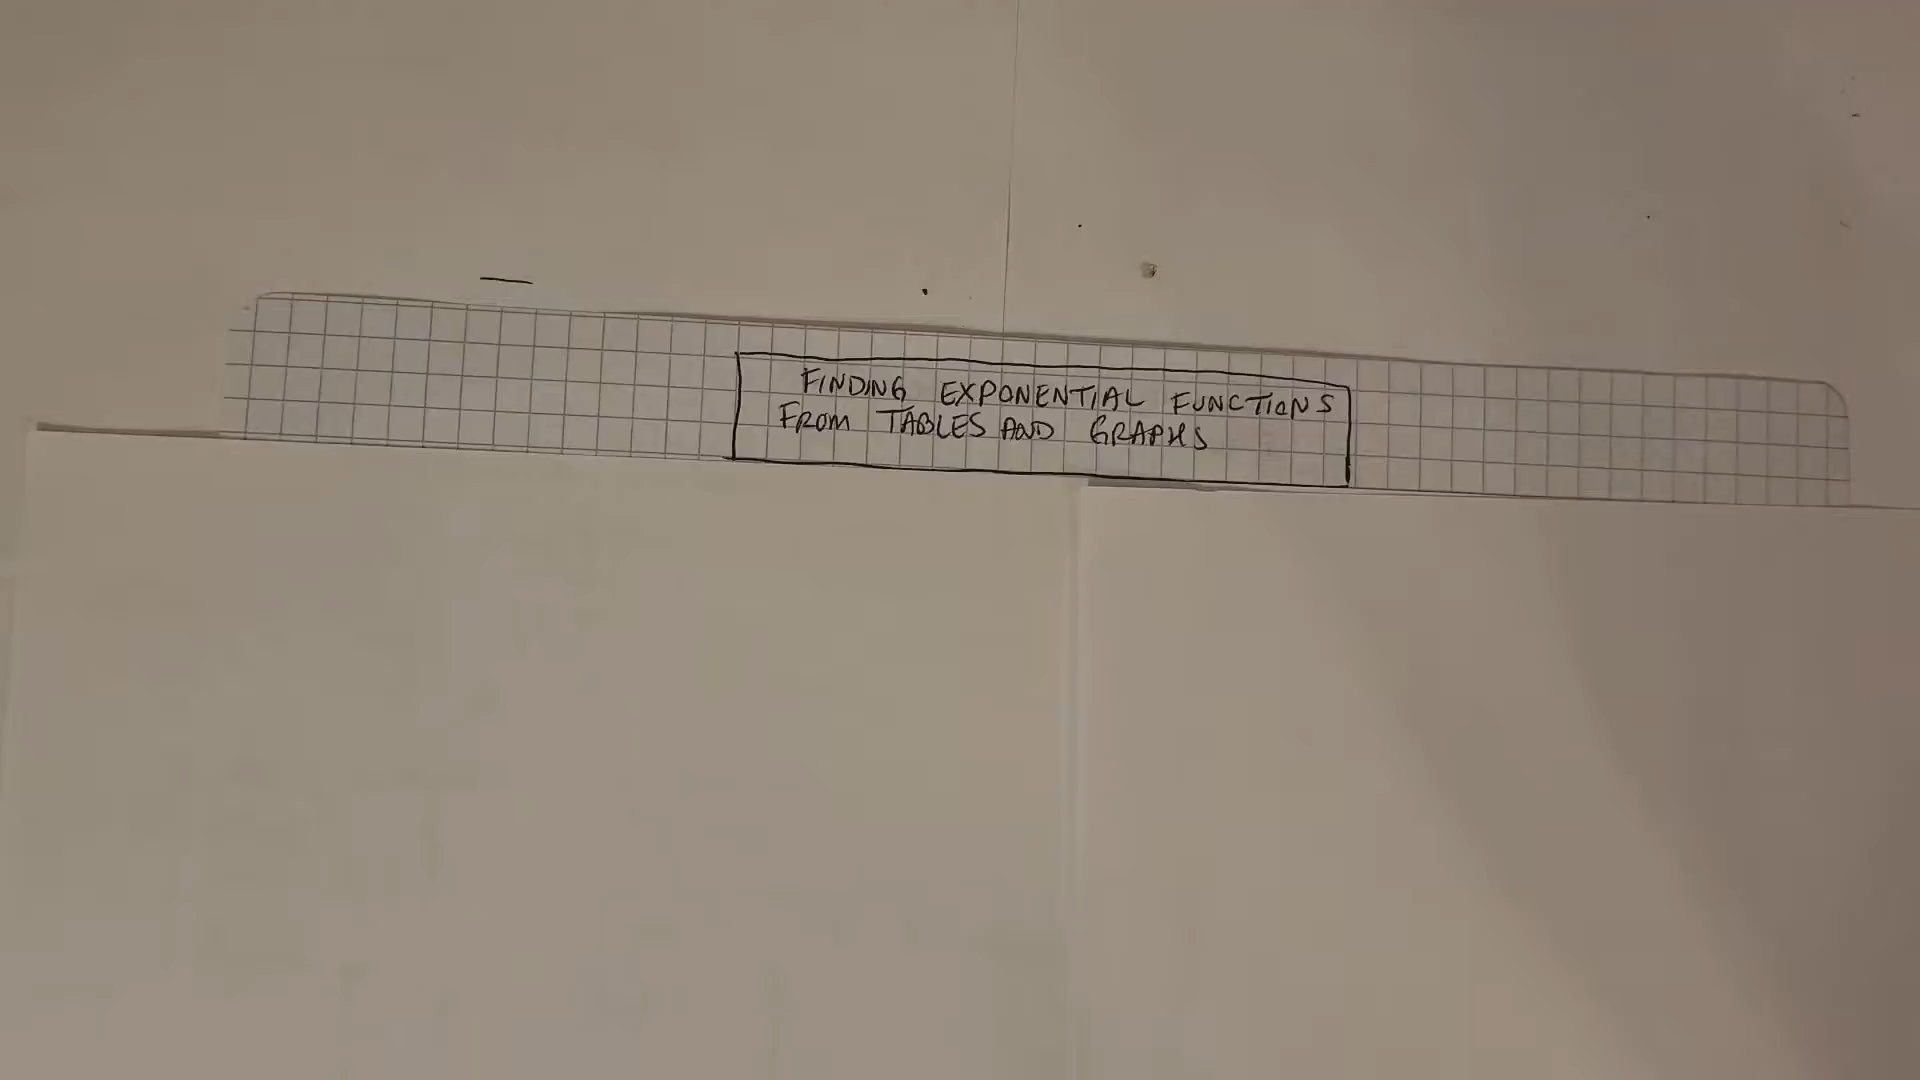 FINDING EXPONENTIAL FUNCTIONS
FROM TABLES AND GRAPHS